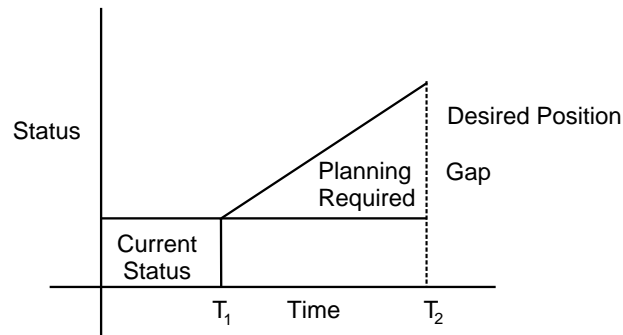 Status
Desired Position
Planning
Required
Gap
Current
Status
T1
Time
T2